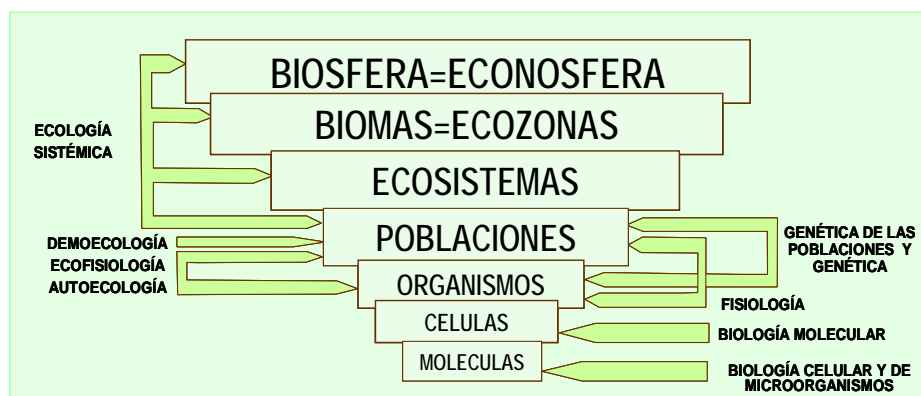 BIOSFERA=ECONOSFERA
BIOMAS=ECOZONAS
ECOLOGÍA
SISTÉMICA
ECOSISTEMAS
POBLACIONES
DEMOECOLOGÍA
ECOFISIOLOGÍA
AUTOECOLOGÍA
GENÉTICA DE LAS
POBLACIONES Y
GENÉTICA
ORGANISMOS
FISIOLOGÍA
CELULAS
BIOLOGÍA MOLECULAR
MOLECULAS
BIOLOGÍA CELULAR Y DE
MICROORGANISMOS